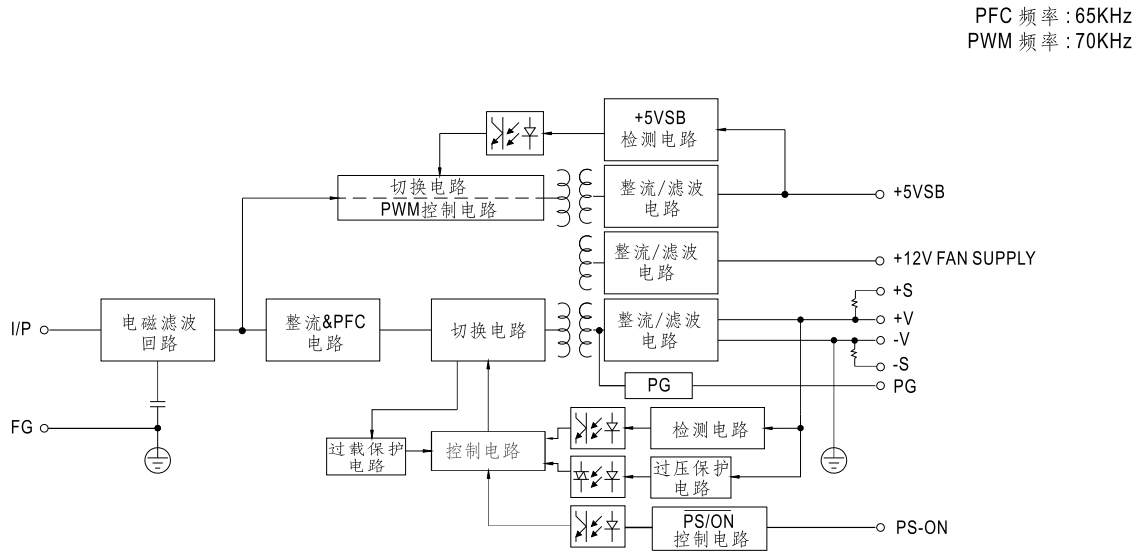 PFC 频率 : 65KHz
PWM 频率 : 70KHz
+5VSB
检测电路
切换电路
PWM控制电路
整流/滤波
电路
+5VSB
整流/滤波
电路
+12V FAN SUPPLY
+S
I/P
电磁滤波
回路
整流&PFC
电路
切换电路
整流/滤波
电路
+V
-V
-S
PG
PG
FG
过载保护
电路
控制电路
检测电路
过压保护
电路
PS/ON
控制电路
PS-ON